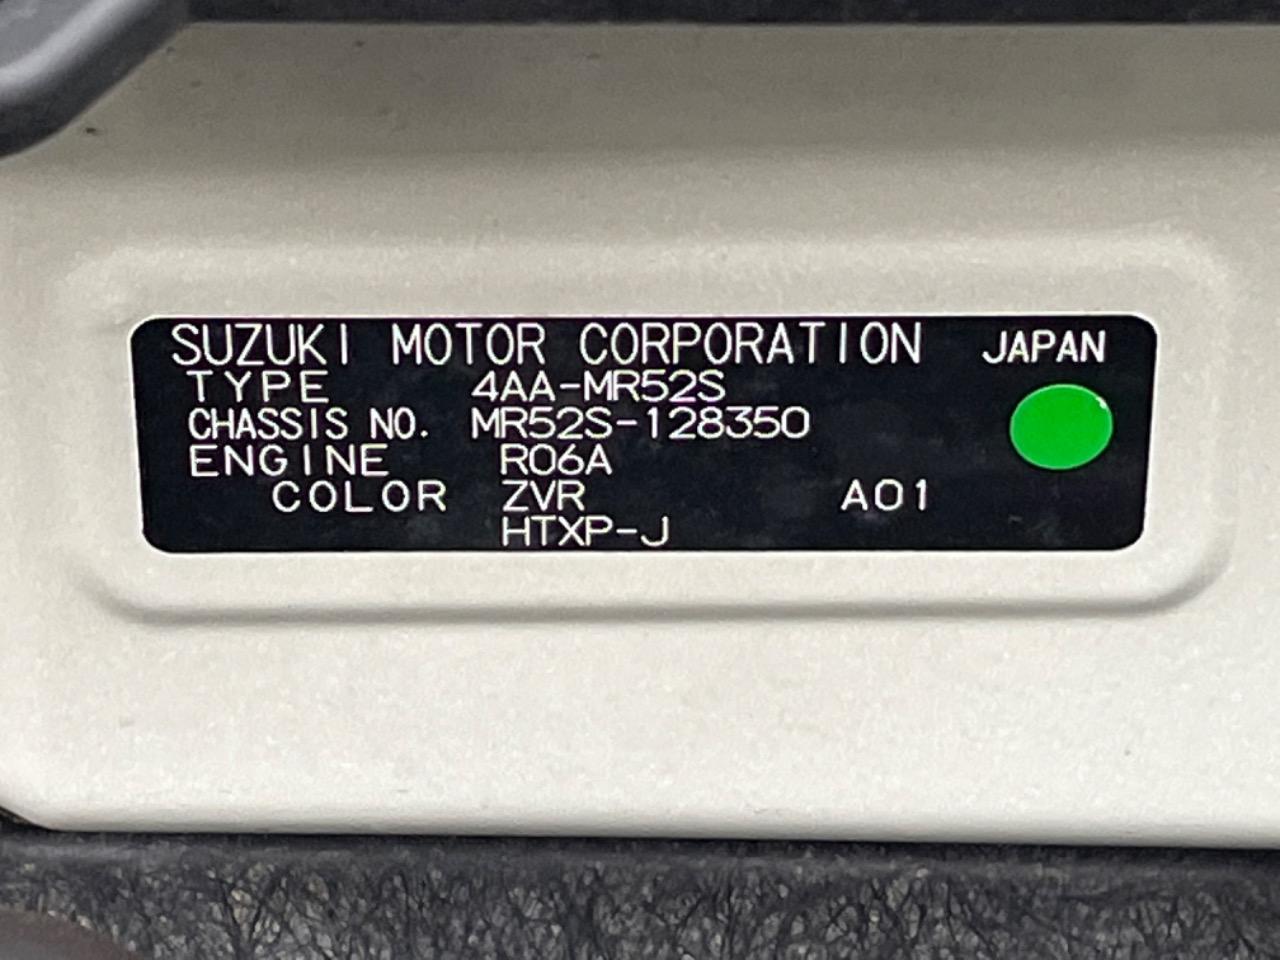 SUZUKI MOTOR CORPORATION JAPAN
TYPE 4AA-MR52S
CHASSIS NO. MR52S-128350
ENGINE R06A
COLOR ZVR A01
HTXP-J